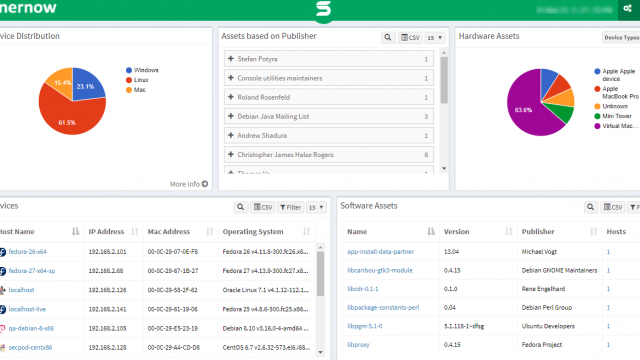 nernow
vice Distribution
Windows
Linux
Mac
15.4%
23.1%
61.5%
More info
Assets based on Publisher
CSV
15
Stefan Potyra 1
Console utilities maintainers 1
Roland Rosenfeld 1
Debian Java Mailing List 3
Andrew Shadura 1
Christopher James Halse Rogers 6
Hardware Assets
Device Types
63.6%
Apple Apple
device
Apple
MacBook Pro
Unknown
Mini Tower
Virtual Mac...
vices
CSV
Filter
15
Host Name IP Address Mac Address Operating System
fedora-26-x64 192.168.2.101 00-0C-29-07-0E-F8 Fedora 26 v4.11.8-300.fc26.x8...
fedora-27-x64-sp 192.168.2.68 00-0C-29-67-1B-27 Fedora 27 v4.13.9-300.fc27.x8...
localhost 192.168.2.126 00-0C-29-58-2F-62 Oracle Linux 7.1 v4.1.12-112....
localhost-live 192.168.2.141 00-0C-29-61-19-08 Fedora 25 v4.8.6-300.fc25.x86...
qa-debian-8-x86 192.168.2.105 00-0C-29-E5-23-19 Debian 8.10 v3.16.0-4-amd64
secpod-centx86 192.168.2.128 00-0C-29-A4-CD-D8 CentOS 6.7 v2.6.32-573.el6/i68...
Software Assets
CSV
Name Version Publisher Hosts
app-install-data-partner 13.04 Michael Vogt 1
libcaribou-gtk3-module 0.4.15 Debian GNOME Maintainers 1
libcdr-0.1-1 0.1.0 Rene Engelhard 1
libpackage-constants-perl 0.04 Debian Perl Group 1
libpgm-5.1-0 5.1.118-1~dfsg Ubuntu Developers 1
libproxy 0.4.15 Fedora Project 1